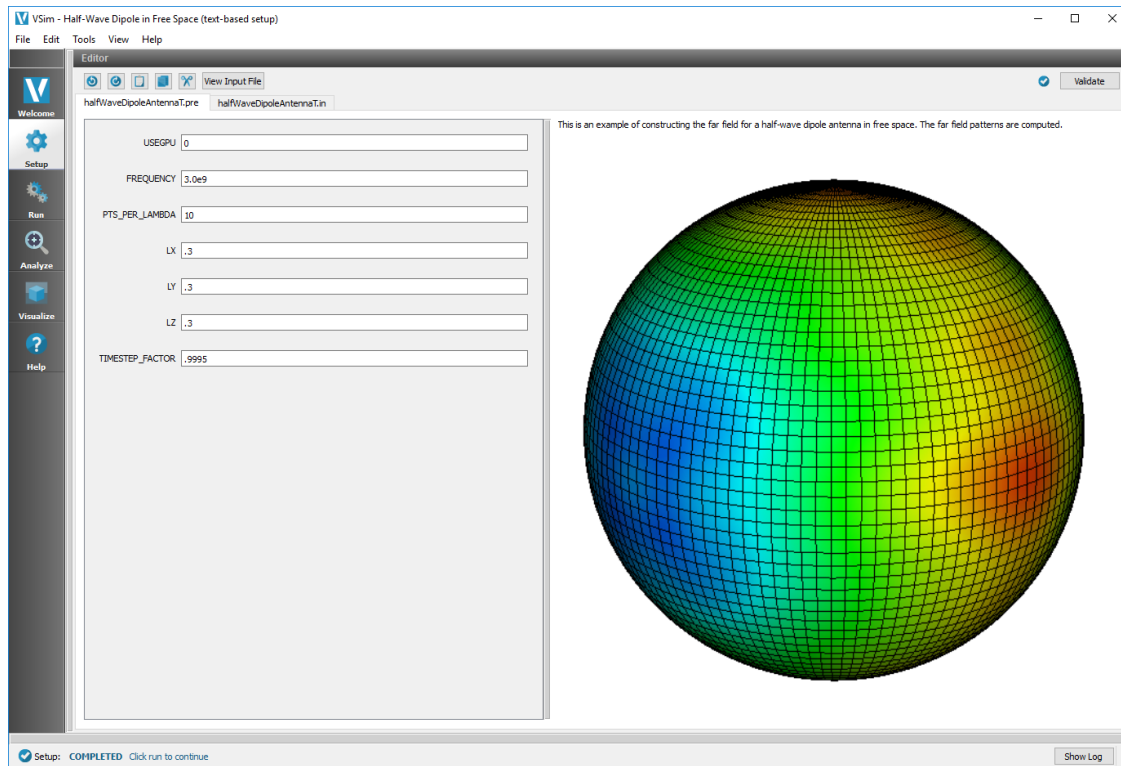 VSim - Half-Wave Dipole in Free Space (text-based setup)
File Edit Tools View Help
Editor
View Input File
Validate
halfWaveDipoleAntennaT.pre halfWaveDipoleAntennaT.in
Welcome
Setup
Run
Analyze
Visualize
Help
USEGPU 0
FREQUENCY 3.0e9
PTS_PER_LAMBDA 10
LX .3
LY .3
LZ .3
TIMESTEP_FACTOR .9995
This is an example of constructing the far field for a half-wave dipole antenna in free space. The far field patterns are computed.
Setup: COMPLETED Click run to continue
Show Log